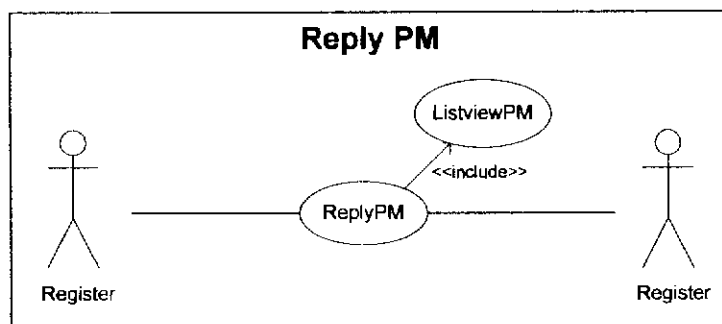 Reply PM
ListviewPM
<<include>>
ReplyPM
Register
Register